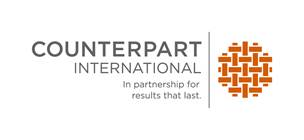 COUNTERPART
INTERNATIONAL
In partnership for
results that last.